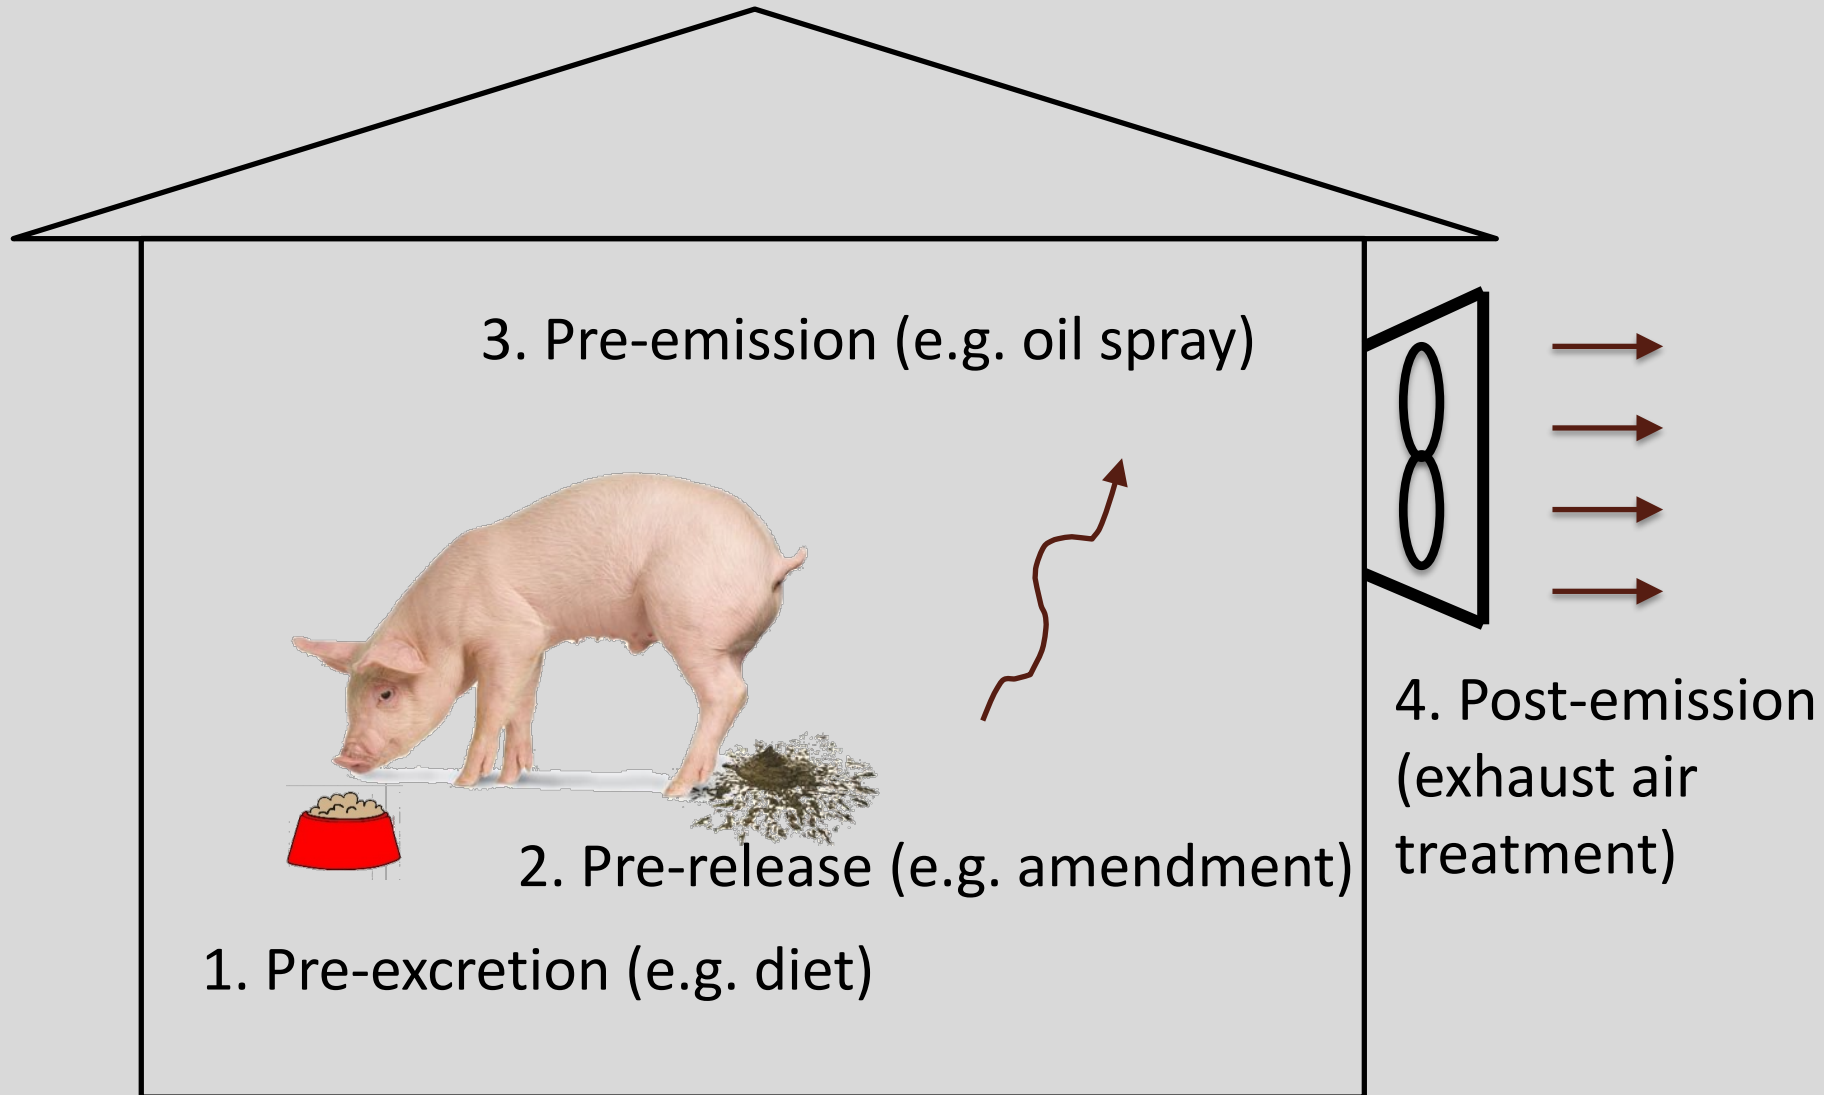 3. Pre-emission (e.g. oil spray)
4. Post-emission
(exhaust air
treatment)
2. Pre-release (e.g. amendment)
1. Pre-excretion (e.g. diet)